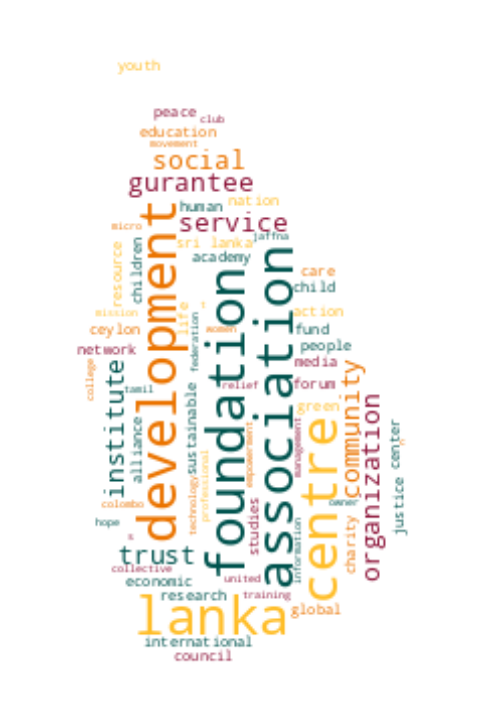 youth
peace
club
education
movement
social
gurantee
human
nation
service
micro
sri lanka
jaffna
academy
children
resource
development
care
child
mission
life
action
ceylon
women
fund
federation
people
network
foundation
association
media
college
institute
tamil
relief
forum
community
alliance
sustainable
green
empowerment
management
centre
organization
justice center
technology
professional
colombo
owner
hope
s
studies
information
charity
trust
collective
economic
united
research
training
lanka
global
international
council